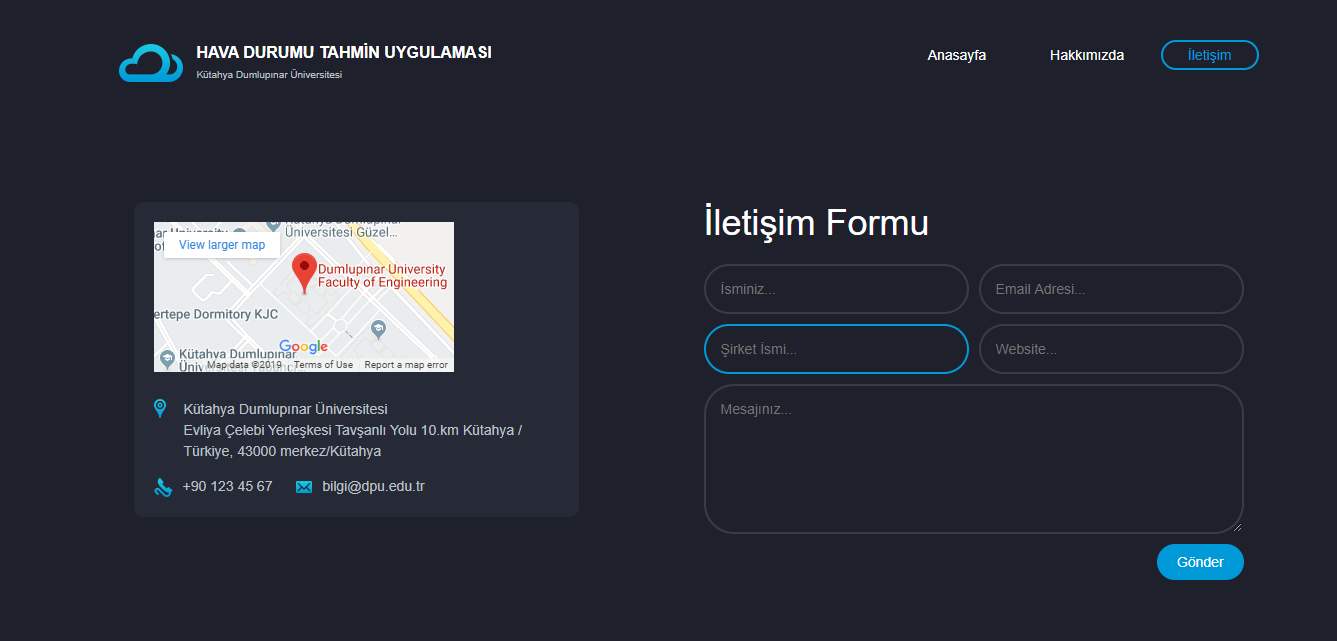 HAVA DURUMU TAHMİN UYGULAMASI
Kütahya Dumlupınar Üniversitesi
Anasayfa
Hakkımızda
İletişim
View larger map
Üniversitesi Güzel...
Dumlupınar University
Faculty of Engineering
ertepe Dormitory KJC
Google
Kütahya Dumlupınar
Map data ©2019 Terms of Use Report a map error
Kütahya Dumlupınar Üniversitesi
Evliya Çelebi Yerleşkesi Tavşanlı Yolu 10.km Kütahya /
Türkiye, 43000 merkez/Kütahya
+90 123 45 67
bilgi@dpu.edu.tr
İletişim Formu
İsminiz...
Email Adresi...
Şirket İsmi...
Website...
Mesajınız...
Gönder